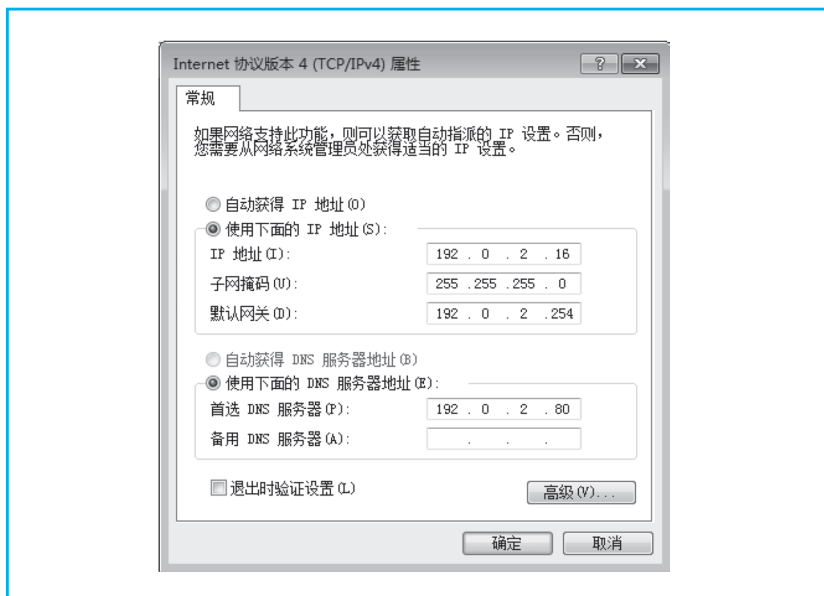 Internet 协议版本 4 (TCP/IPv4) 属性
?
常规
如果网络支持此功能，则可以获取自动指派的 IP 设置。否则，
您需要从网络系统管理员处获得适当的 IP 设置。
自动获得 IP 地址(O)
使用下面的 IP 地址(S):
IP 地址(I): 192 . 0 . 2 . 16
子网掩码(U): 255 .255 .255 . 0
默认网关(D): 192 . 0 . 2 .254
自动获得 DNS 服务器地址(B)
使用下面的 DNS 服务器地址(E):
首选 DNS 服务器(P): 192 . 0 . 2 . 80
备用 DNS 服务器(A): . . .
退出时验证设置(L)
高级(V)...
确定 取消